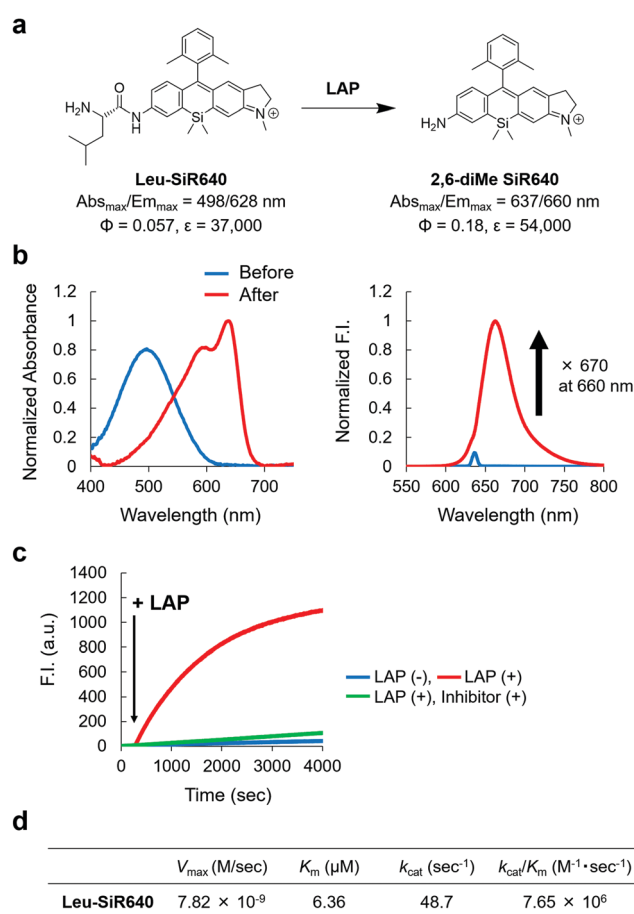 a
O
H₂N
N
H
Si
N
⊕
LAP
H₂N
Si
N
⊕
Leu-SiR640
2,6-diMe SiR640
Absmax/Emmax = 498/628 nm
Absmax/Emmax = 637/660 nm
Φ = 0.057, ε = 37,000
Φ = 0.18, ε = 54,000
b
Before
After
Normalized Absorbance
1.2
1
0.8
0.6
0.4
0.2
0
400 500 600 700
Wavelength (nm)
Normalized F.I.
1.2
1
0.8
0.6
0.4
0.2
0
550 600 650 700 750 800
Wavelength (nm)
× 670
at 660 nm
c
F.I. (a.u.)
1400
1200
1000
800
600
400
200
0
+ LAP
0 1000 2000 3000 4000
Time (sec)
LAP (-), LAP (+)
LAP (+), Inhibitor (+)
d
Vmax (M/sec) Km (μM) kcat (sec⁻¹) kcat/Km (M⁻¹・sec⁻¹)
Leu-SiR640 7.82 × 10⁻⁹ 6.36 48.7 7.65 × 10⁶